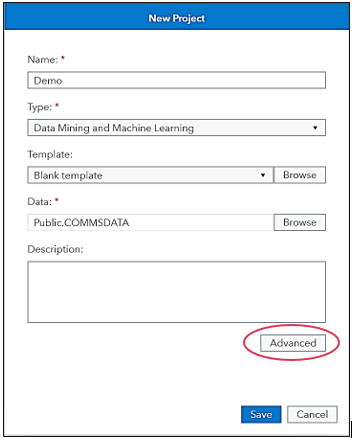 New Project
Name: *
Demo
Type: *
Data Mining and Machine Learning
Template:
Blank template Browse
Data: *
Public.COMMSDATA Browse
Description:
Advanced
Save Cancel